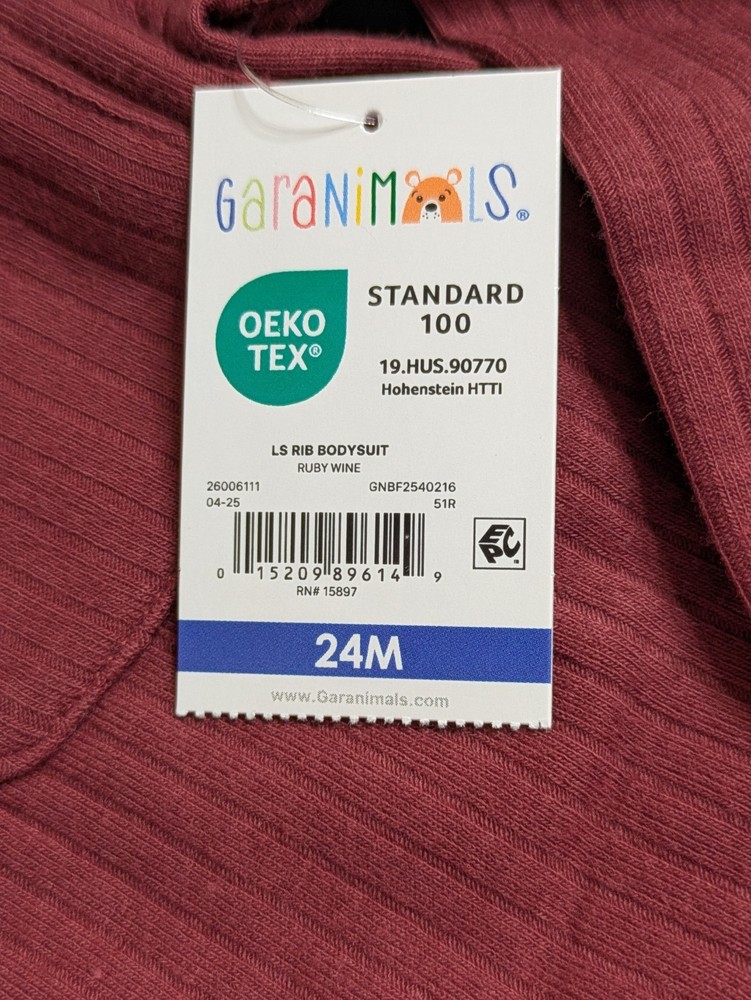 GaraNiMALS®
OEKO
TEX®
STANDARD
100
19.HUS.90770
Hohenstein HTTI
LS RIB BODYSUIT
RUBY WINE
26006111 GNBF2540216
04-25 51R
0 15209 89614 9
EPC
RN# 15897
24M
www.Garanimals.com